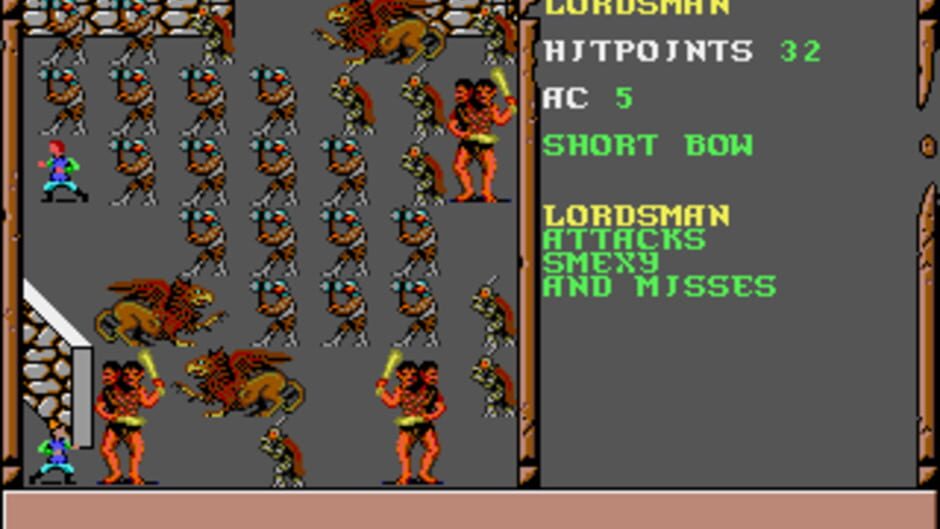 LORDSMAN
HITPOINTS 32
AC 5
SHORT BOW
LORDSMAN
ATTACKS
SMEXY
AND MISSES